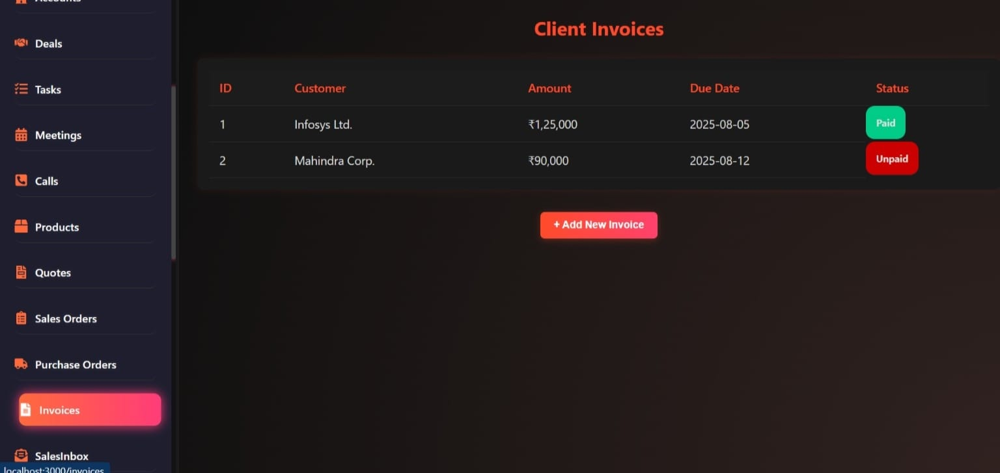 Accounts
Deals
Tasks
Meetings
Calls
Products
Quotes
Sales Orders
Purchase Orders
Invoices
SalesInbox
localhost:3000/invoices
Client Invoices
ID Customer Amount Due Date Status
1 Infosys Ltd. ₹1,25,000 2025-08-05 Paid
2 Mahindra Corp. ₹90,000 2025-08-12 Unpaid
+ Add New Invoice